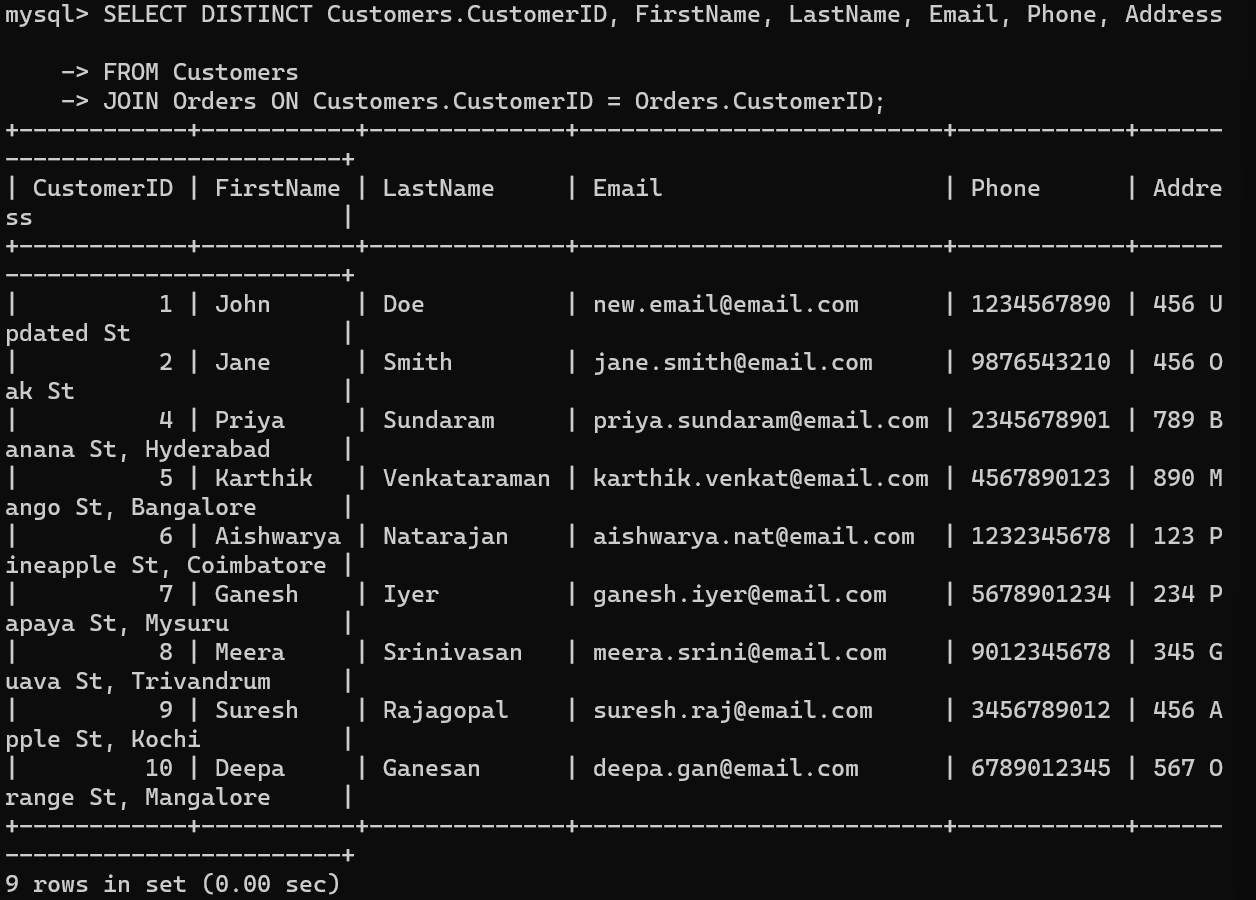 mysql> SELECT DISTINCT Customers.CustomerID, FirstName, LastName, Email, Phone, Address

    -> FROM Customers
    -> JOIN Orders ON Customers.CustomerID = Orders.CustomerID;
+------------+-----------+--------------+--------------------------+------------+------
------------------------+
| CustomerID | FirstName | LastName     | Email                    | Phone      | Addre
ss                      |
+------------+-----------+--------------+--------------------------+------------+------
------------------------+
|          1 | John      | Doe          | new.email@email.com      | 1234567890 | 456 U
pdated St               |
|          2 | Jane      | Smith        | jane.smith@email.com     | 9876543210 | 456 O
ak St                   |
|          4 | Priya     | Sundaram     | priya.sundaram@email.com | 2345678901 | 789 B
anana St, Hyderabad     |
|          5 | Karthik   | Venkataraman | karthik.venkat@email.com | 4567890123 | 890 M
ango St, Bangalore      |
|          6 | Aishwarya | Natarajan    | aishwarya.nat@email.com  | 1232345678 | 123 P
ineapple St, Coimbatore |
|          7 | Ganesh    | Iyer         | ganesh.iyer@email.com    | 5678901234 | 234 P
apaya St, Mysuru        |
|          8 | Meera     | Srinivasan   | meera.srini@email.com    | 9012345678 | 345 G
uava St, Trivandrum     |
|          9 | Suresh    | Rajagopal    | suresh.raj@email.com     | 3456789012 | 456 A
pple St, Kochi          |
|         10 | Deepa     | Ganesan      | deepa.gan@email.com      | 6789012345 | 567 O
range St, Mangalore     |
+------------+-----------+--------------+--------------------------+------------+------
------------------------+
9 rows in set (0.00 sec)